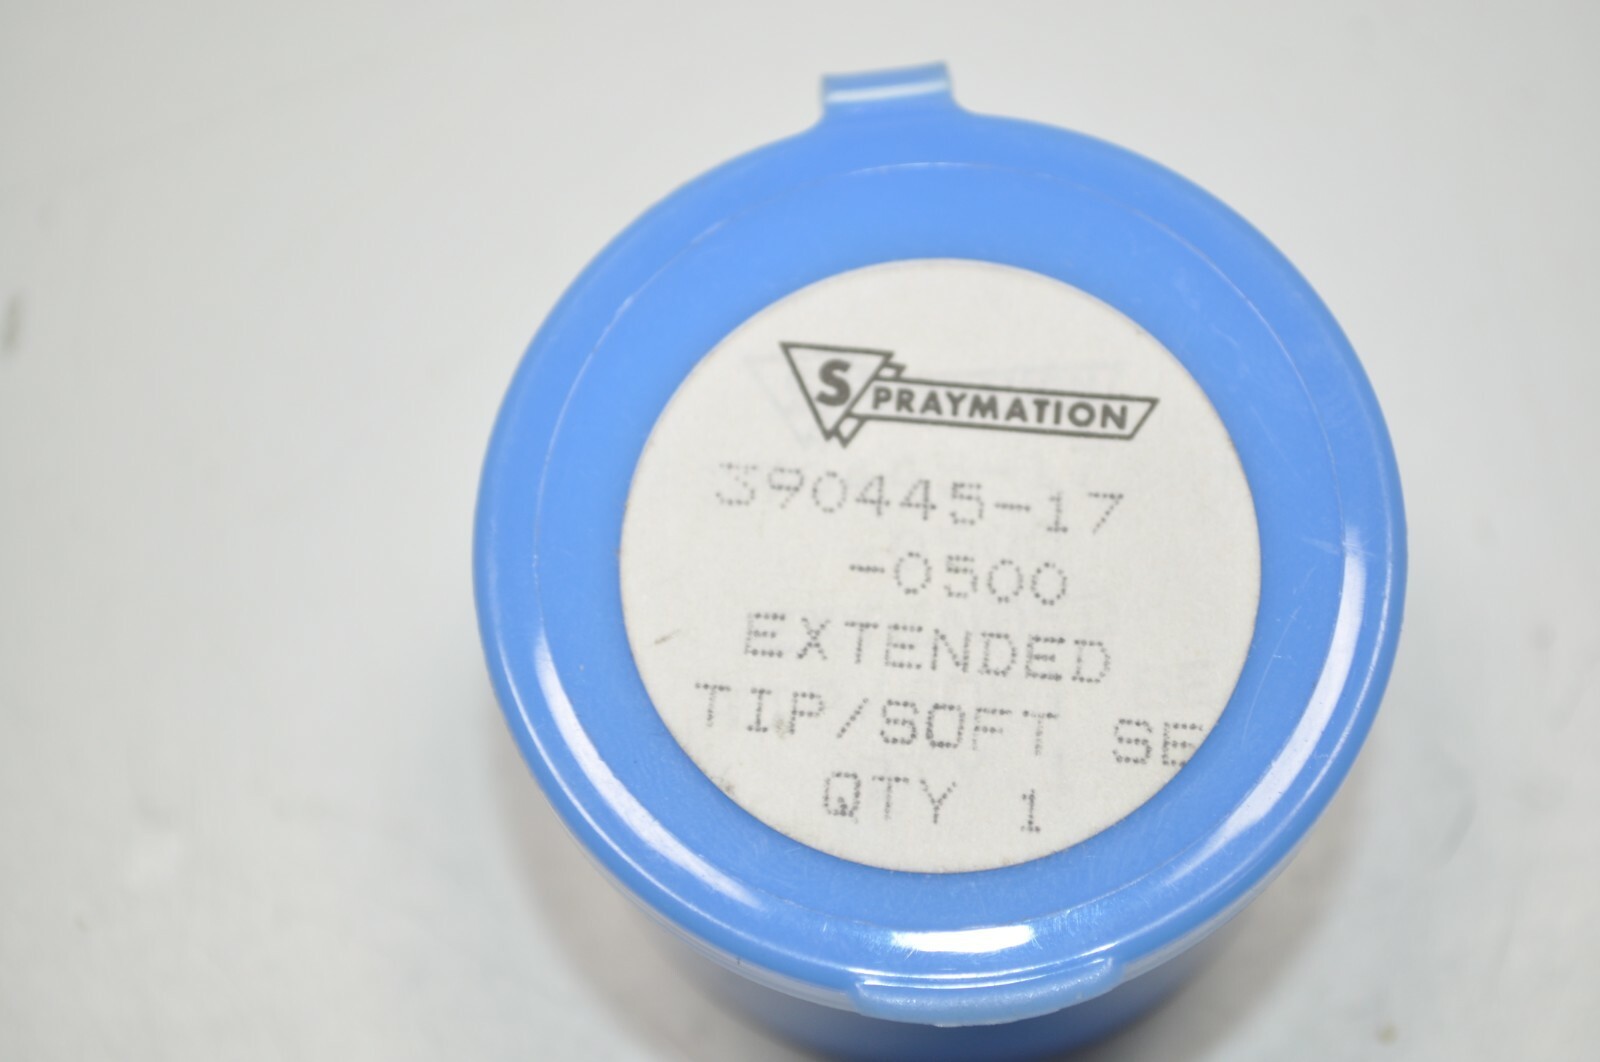 SPRAYMATION
390445-17
-0500
EXTENDED
TIP/SOFT SE
QTY 1